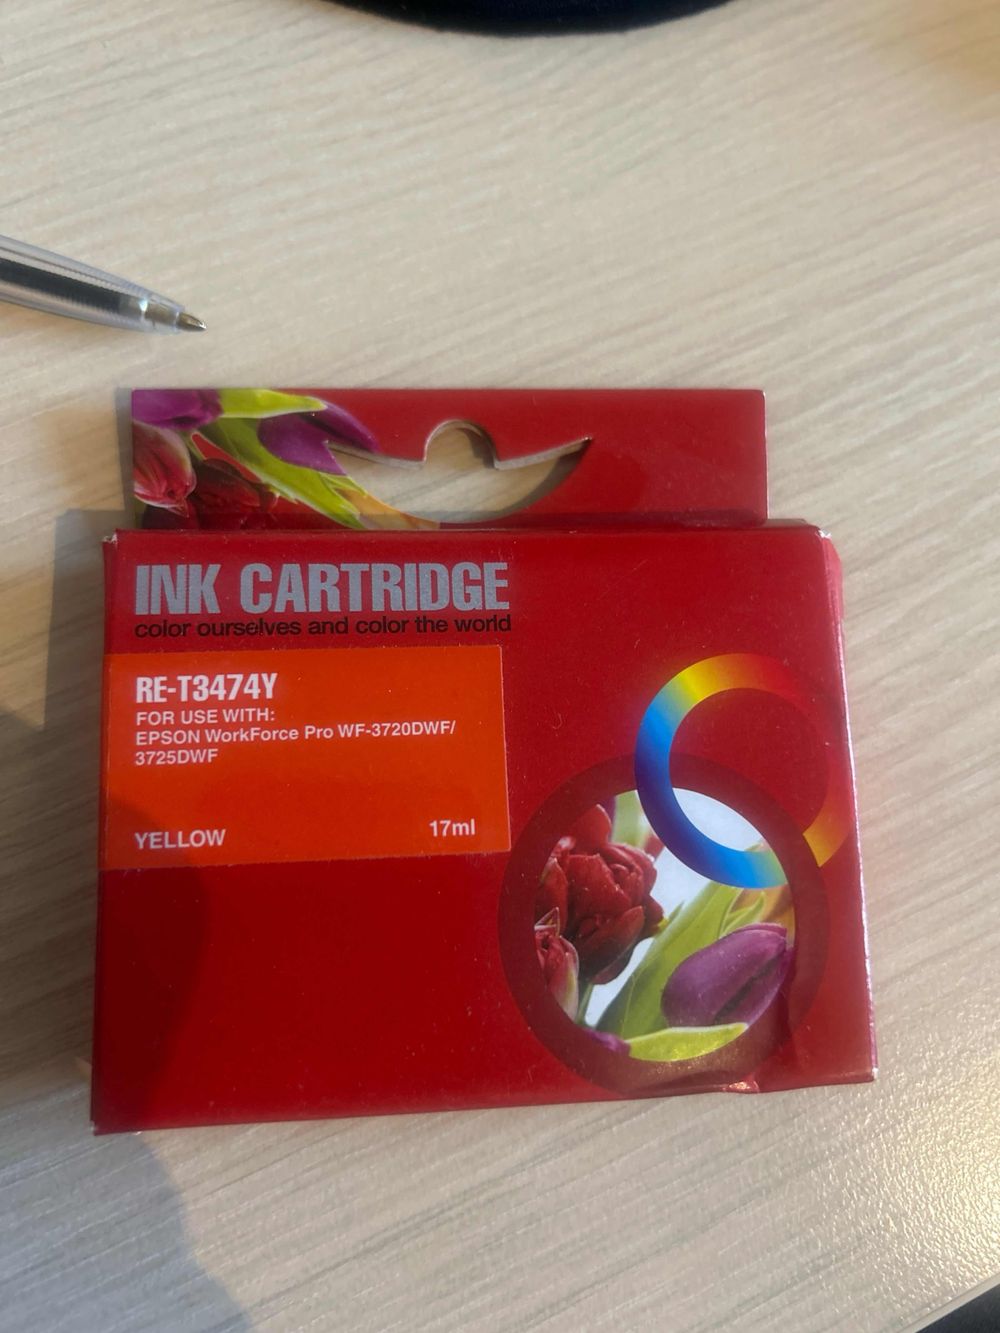 INK CARTRIDGE
color ourselves and color the world
RE-T3474Y
FOR USE WITH:
EPSON WorkForce Pro WF-3720DWF/
3725DWF
YELLOW 17ml